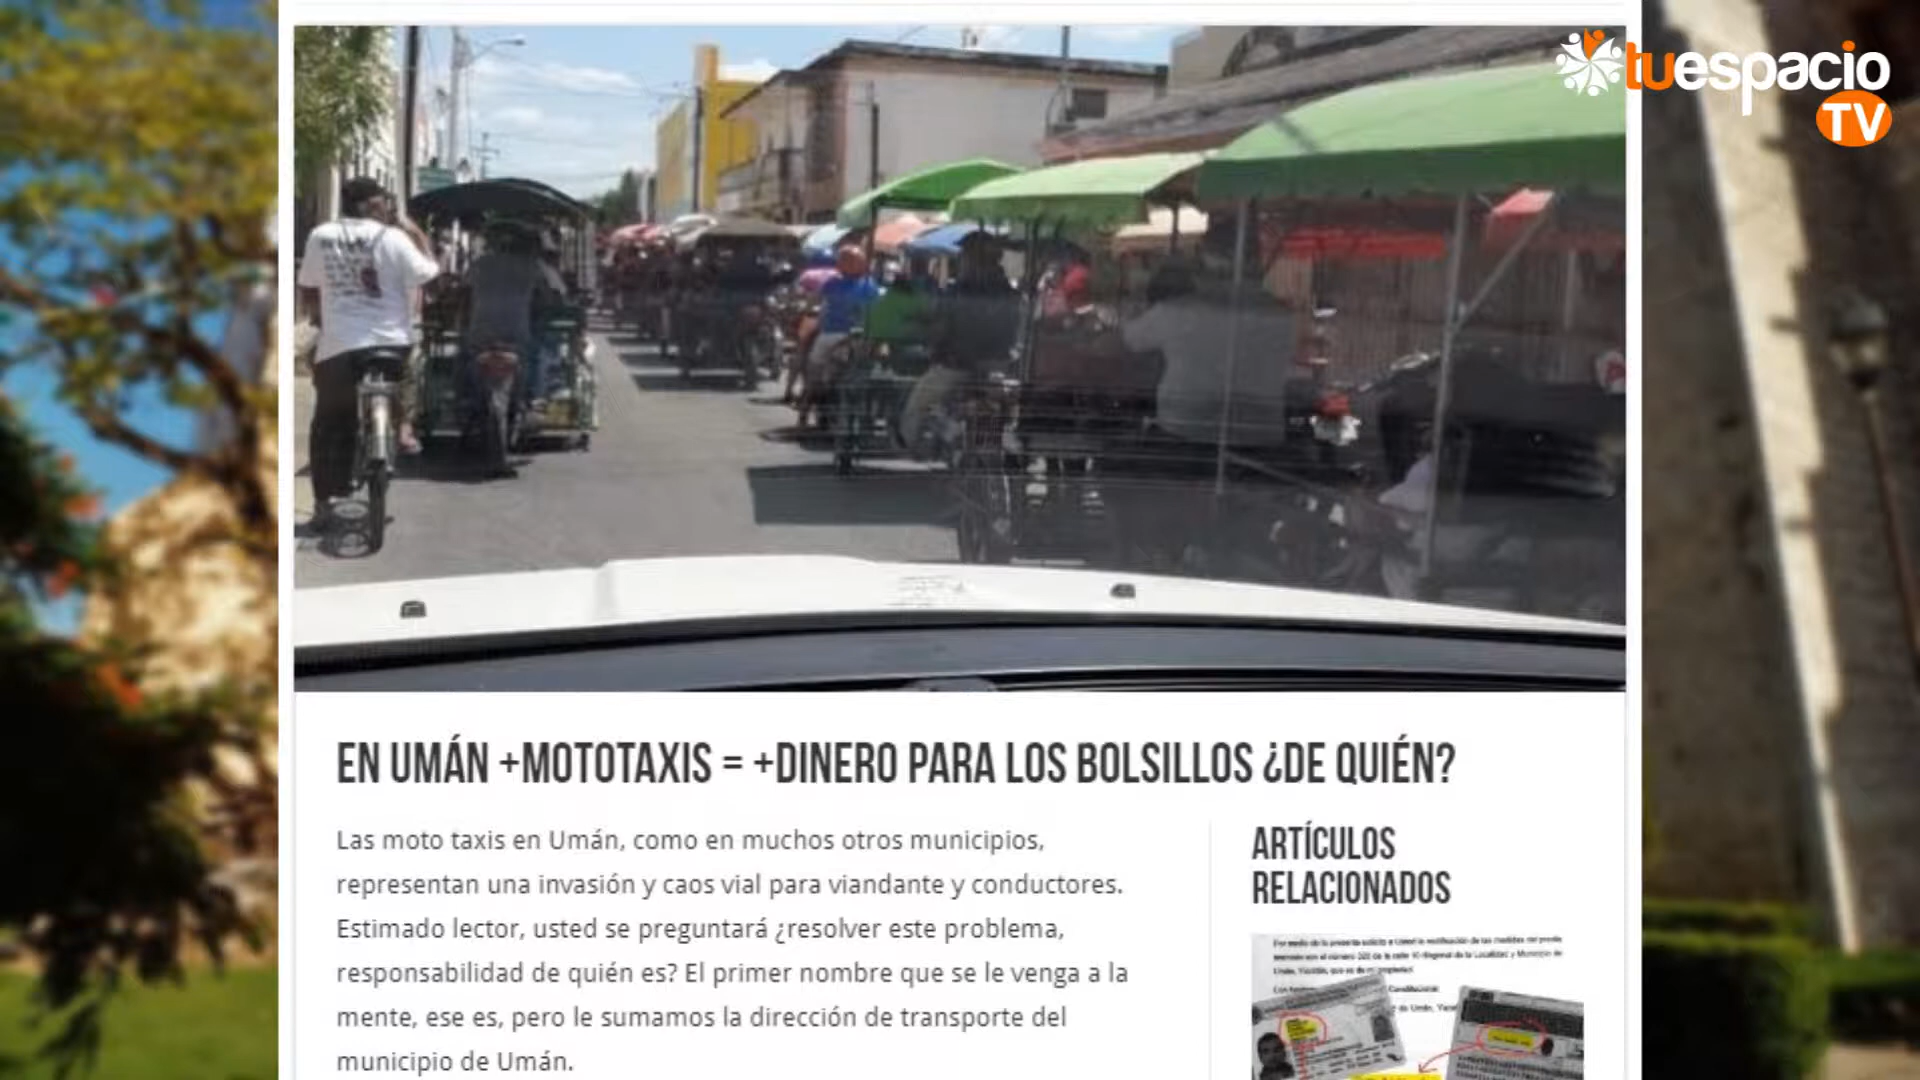 tuespacio
TV
EN UMÁN +MOTOTAXIS = +DINERO PARA LOS BOLSILLOS ¿DE QUIÉN?
Las moto taxis en Umán, como en muchos otros municipios,
representan una invasión y caos vial para viandante y conductores.
Estimado lector, usted se preguntará ¿resolver este problema,
responsabilidad de quién es? El primer nombre que se le venga a la
mente, ese es, pero le sumamos la dirección de transporte del
municipio de Umán.
ARTÍCULOS
RELACIONADOS